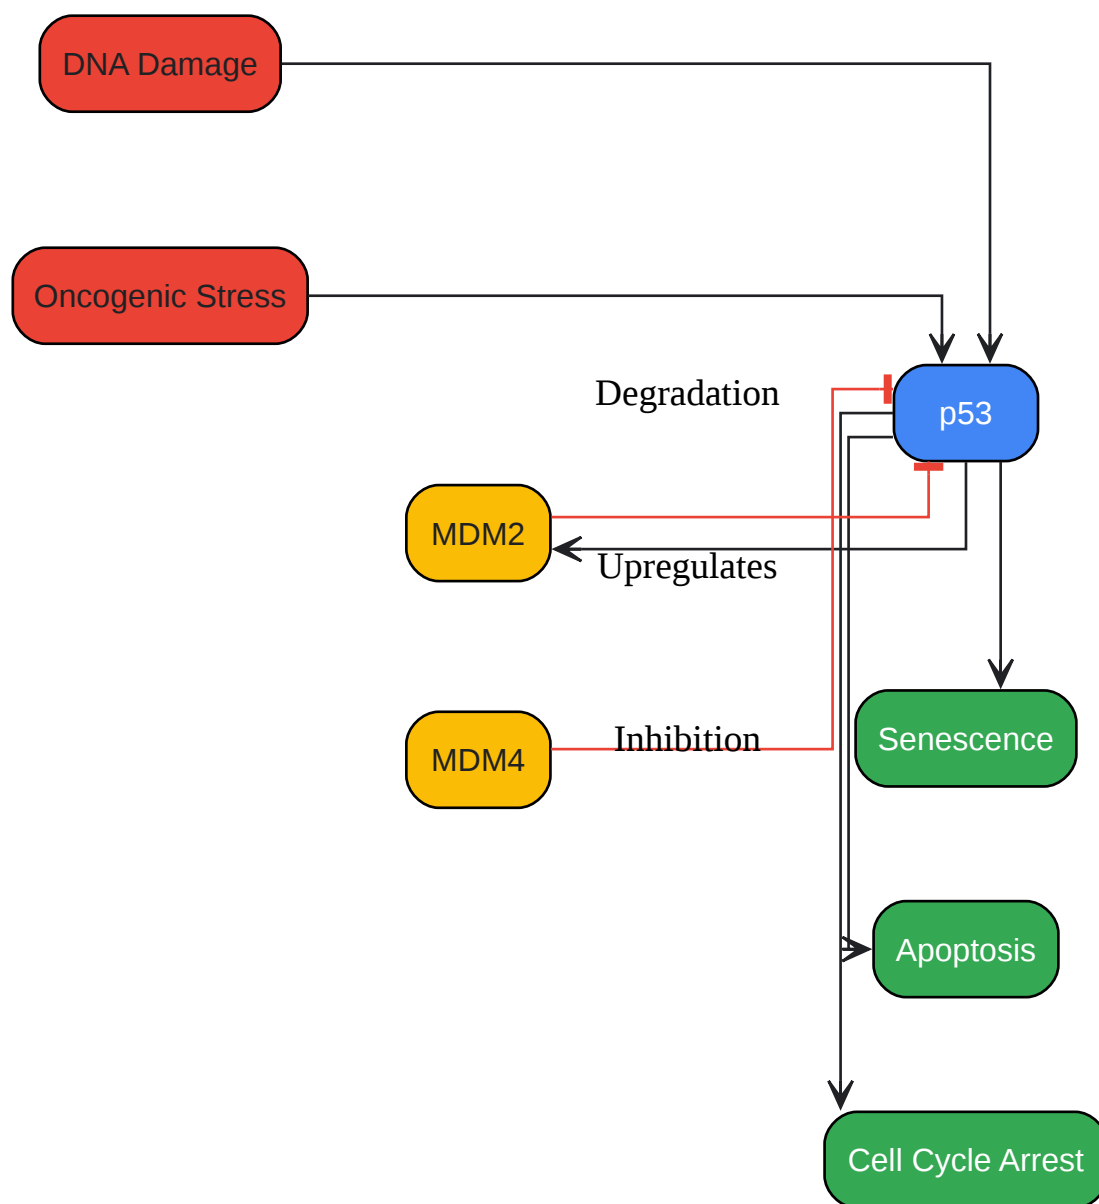 DNA Damage
Oncogenic Stress
Degradation
p53
MDM2
Upregulates
Inhibition
MDM4
Senescence
Apoptosis
Cell Cycle Arrest